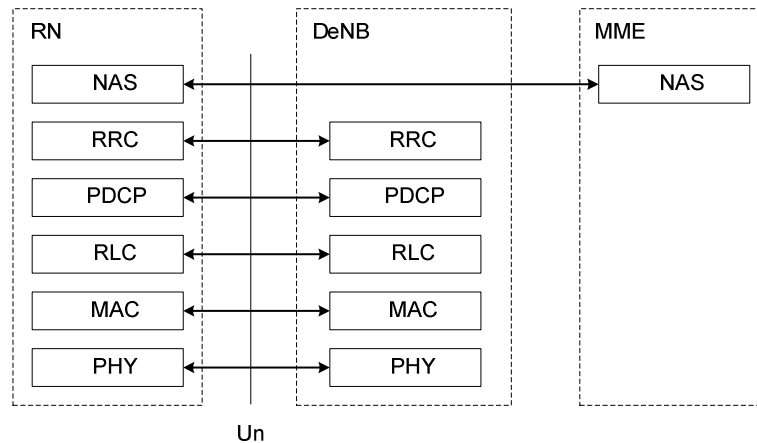 RN DeNB MME
NAS NAS
RRC RRC
PDCP PDCP
RLC RLC
MAC MAC
PHY PHY
Un